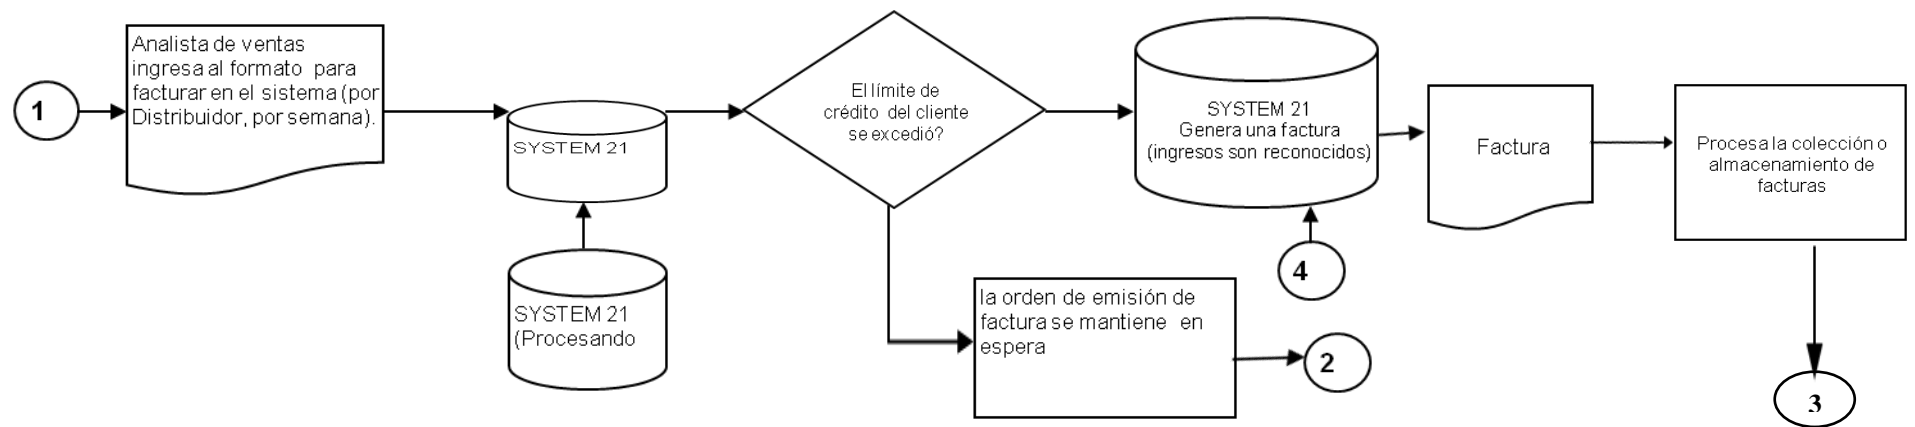 1
Analista de ventas
ingresa al formato para
facturar en el sistema (por
Distribuidor, por semana).
SYSTEM 21
SYSTEM 21
(Procesando
El límite de
crédito del cliente
se excedió?
la orden de emisión de
factura se mantiene en
espera
2
SYSTEM 21
Genera una factura
(ingresos son reconocidos)
4
Factura
Procesa la colección o
almacenamiento de
facturas
3